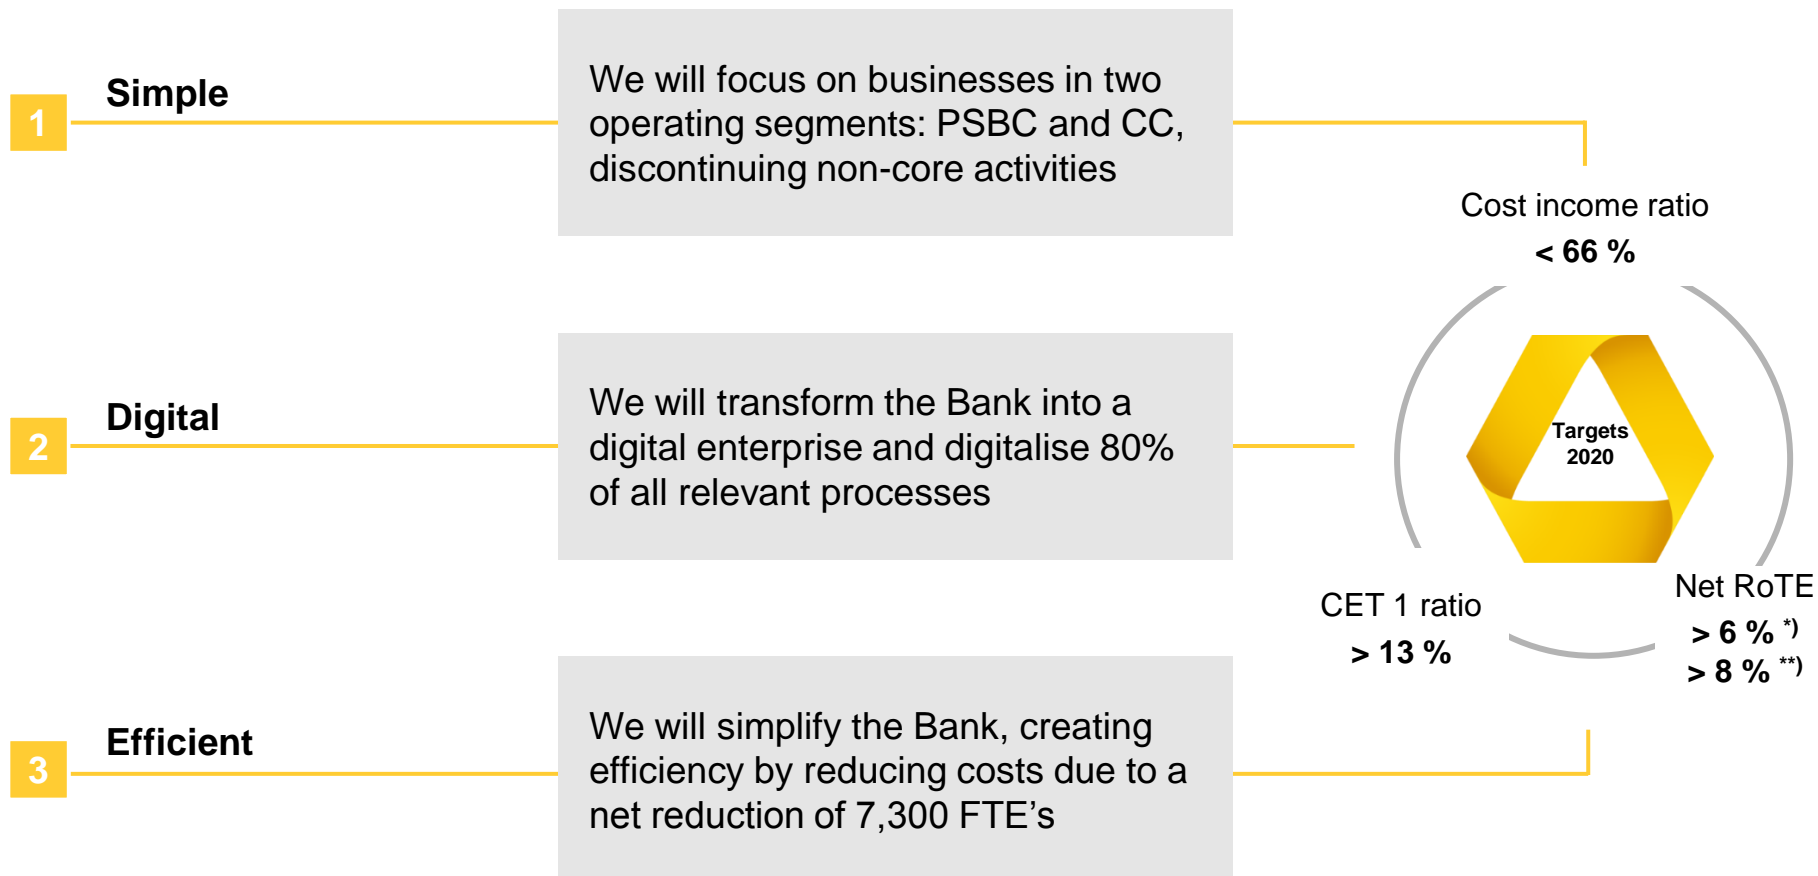 1
Simple
We will focus on businesses in two
operating segments: PSBC and CC,
discontinuing non-core activities
2
Digital
We will transform the Bank into a
digital enterprise and digitalise 80%
of all relevant processes
3
Efficient
We will simplify the Bank, creating
efficiency by reducing costs due to a
net reduction of 7,300 FTE’s
Cost income ratio
< 66 %
Targets
2020
CET 1 ratio
> 13 %
Net RoTE
> 6 % *)
> 8 % **)